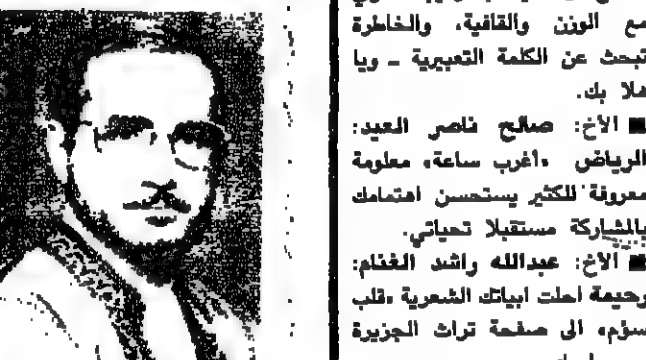 مع الوزن والقافية، والخاطرة
تبحث عن الكلمة التعبيرية ـ ويا
هلا بك.
■ الأخ: صالح ناصر العيد:
الرياض «أغرب ساعة» معلومة
معروفة للكثير يستحسن اهتمامك
بالمشاركة مستقبلا تحياتي.
■ الأخ: عبدالله راشد الغنام:
رحيمة احلت ابياتك الشعرية «قلب
سؤم» الى صفحة تراث الجزيرة